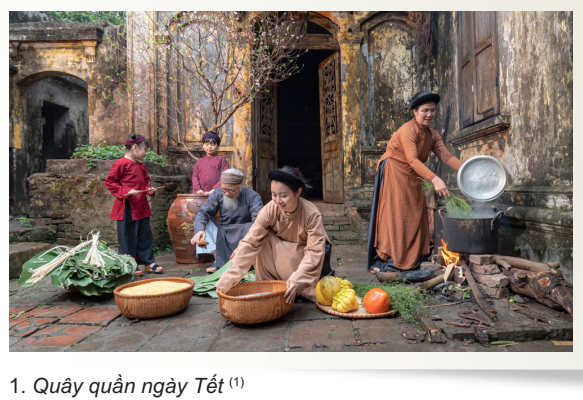 1. Quây quần ngày Tết (1)